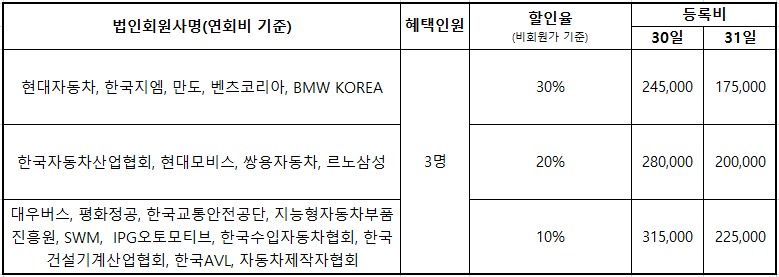 법인회원사명(연회비 기준) 혜택인원 할인율 등록비
(비회원가 기준) 30일 31일
현대자동차, 한국지엠, 만도, 벤츠코리아, BMW KOREA 30% 245,000 175,000
한국자동차산업협회, 현대모비스, 쌍용자동차, 르노삼성 3명 20% 280,000 200,000
대우버스, 평화정공, 한국교통안전공단, 지능형자동차부품
진흥원, SWM, IPG오토모티브, 한국수입자동차협회, 한국 10% 315,000 225,000
건설기계산업협회, 한국AVL, 자동차제작자협회